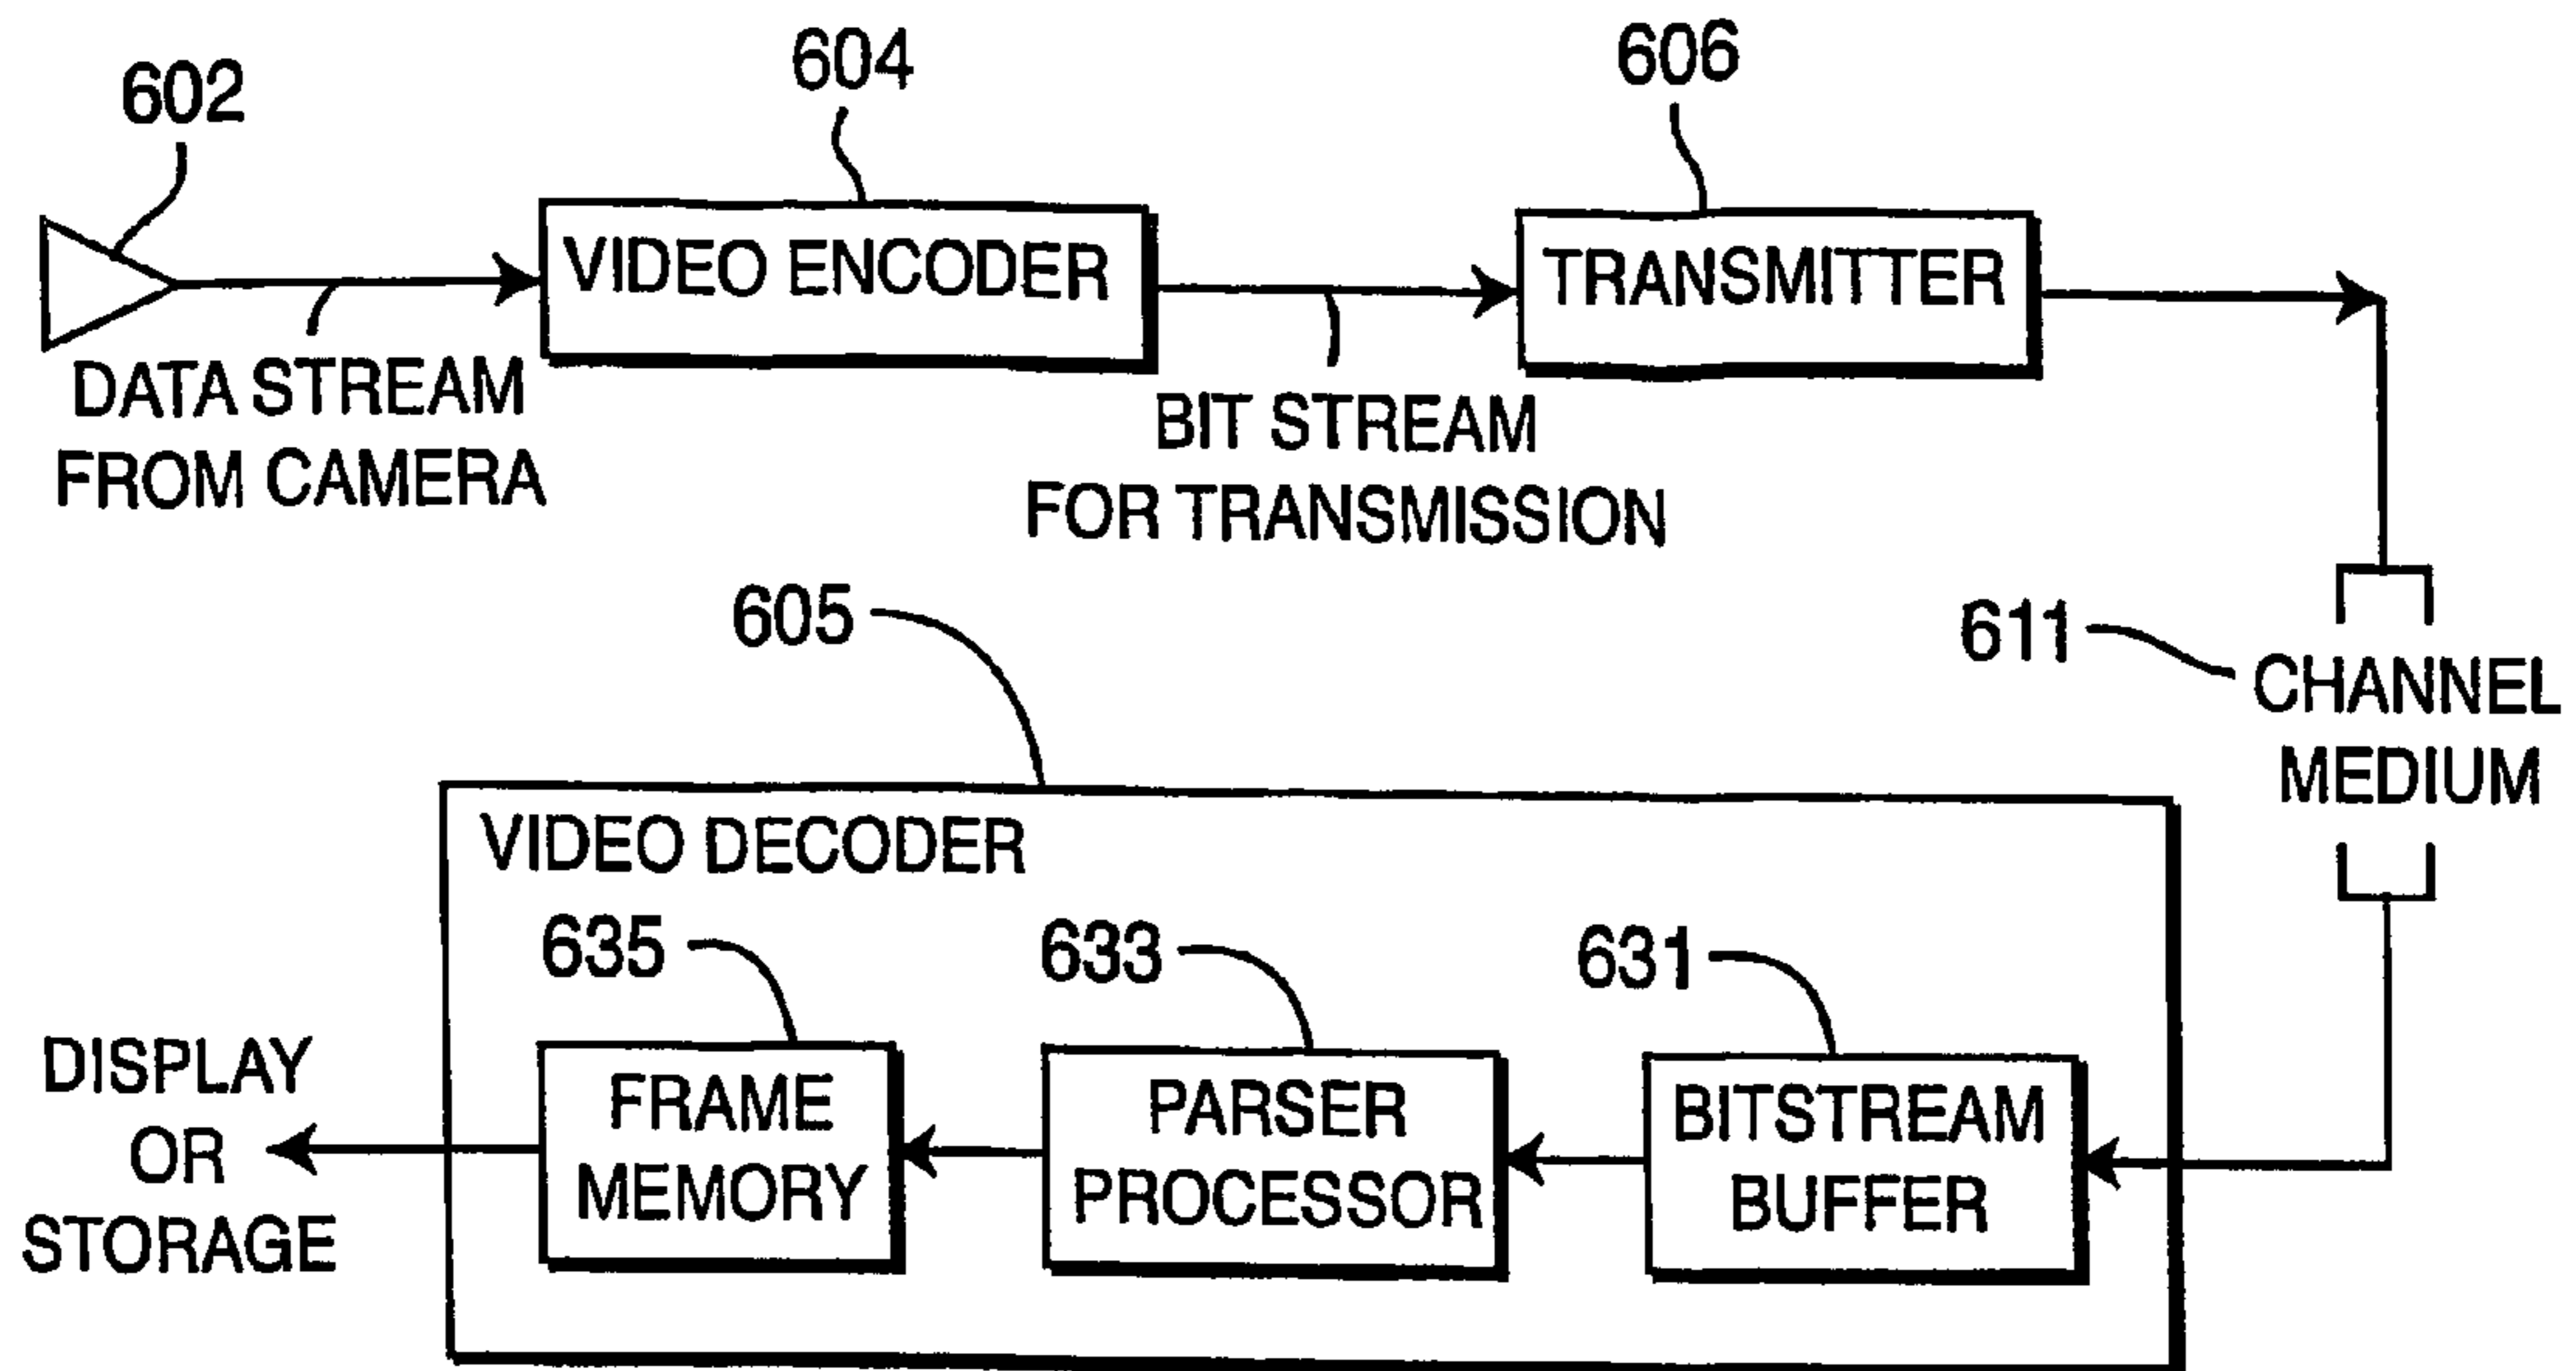 602
604
606
VIDEO ENCODER
TRANSMITTER
DATA STREAM
FROM CAMERA
BIT STREAM
FOR TRANSMISSION
605
611
CHANNEL
MEDIUM
VIDEO DECODER
635
633
631
DISPLAY
OR
STORAGE
FRAME
MEMORY
PARSER
PROCESSOR
BITSTREAM
BUFFER